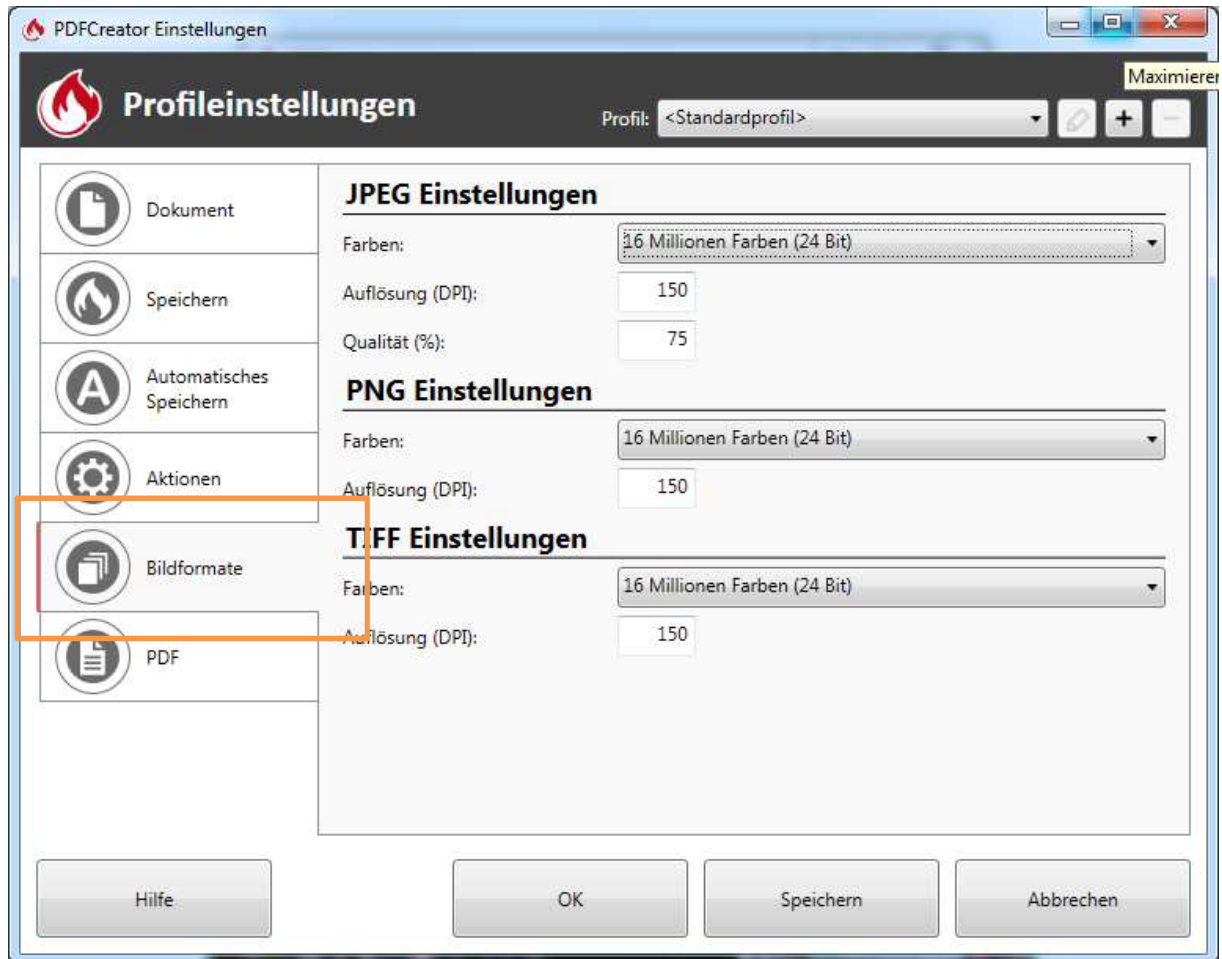 PDFCreator Einstellungen
Maximieren
Profileinstellungen
Profil: <Standardprofil>
Dokument
Speichern
Automatisches
Speichern
Aktionen
Bildformate
PDF
JPEG Einstellungen
Farben: 16 Millionen Farben (24 Bit)
Auflösung (DPI): 150
Qualität (%): 75
PNG Einstellungen
Farben: 16 Millionen Farben (24 Bit)
Auflösung (DPI): 150
TIFF Einstellungen
Farben: 16 Millionen Farben (24 Bit)
Auflösung (DPI): 150
Hilfe
OK
Speichern
Abbrechen